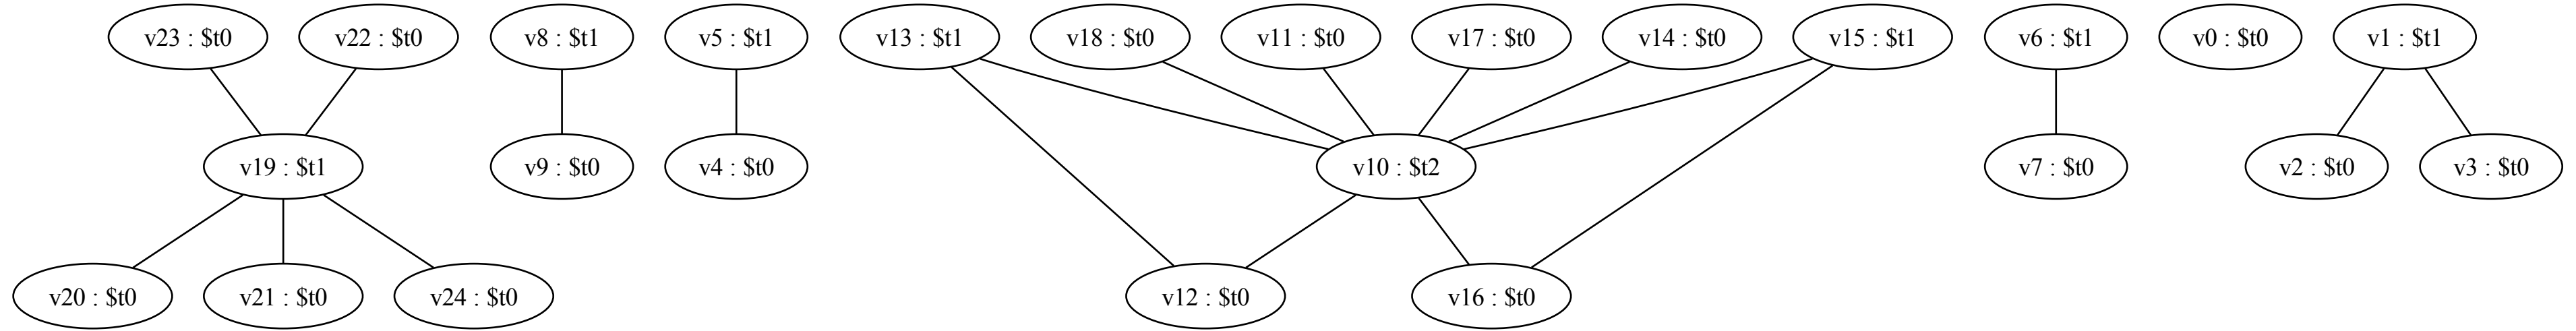 v23 : $t0
v22 : $t0
v8 : $t1
v5 : $t1
v13 : $t1
v18 : $t0
v11 : $t0
v17 : $t0
v14 : $t0
v15 : $t1
v6 : $t1
v0 : $t0
v1 : $t1
v19 : $t1
v9 : $t0
v4 : $t0
v10 : $t2
v7 : $t0
v2 : $t0
v3 : $t0
v20 : $t0
v21 : $t0
v24 : $t0
v12 : $t0
v16 : $t0